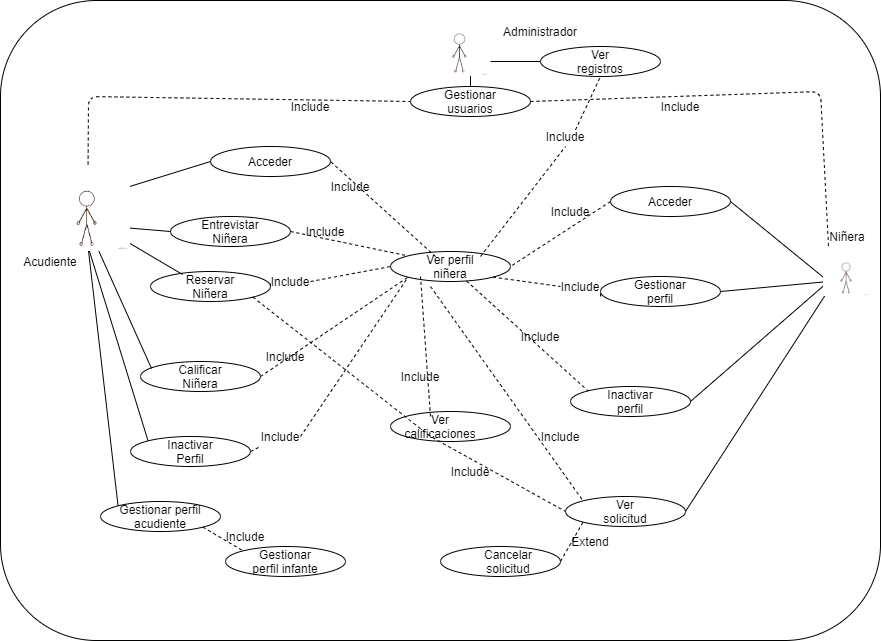 Administrador
Ver
registros
Gestionar
usuarios
Include
Include
Include
Acceder
Include
Acceder
Include
Entrevistar
Niñera
Include
Niñera
Acudiente
Ver perfil
niñera
Reservar
Niñera
Include
Include
Gestionar
perfil
Include
Include
Calificar
Niñera
Include
Inactivar
perfil
Ver
calificaciones
Inactivar
Perfil
Include
Include
Include
Gestionar perfil
acudiente
Ver
solicitud
Include
Extend
Gestionar
perfil infante
Cancelar
solicitud